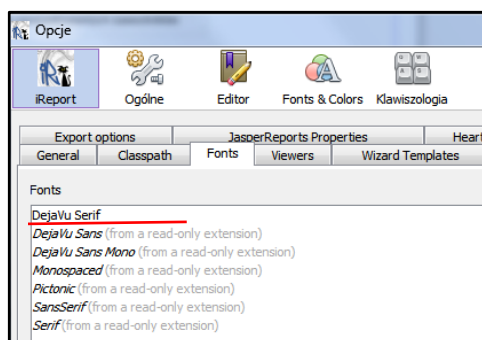 Opcje
iReport Ogólne Editor Fonts & Colors Klawiszologia
Export options JasperReports Properties Heart
General Classpath Fonts Viewers Wizard Templates
Fonts
DejaVu Serif
DejaVu Sans (from a read-only extension)
DejaVu Sans Mono (from a read-only extension)
Monospaced (from a read-only extension)
Pictonic (from a read-only extension)
SansSerif (from a read-only extension)
Serif (from a read-only extension)